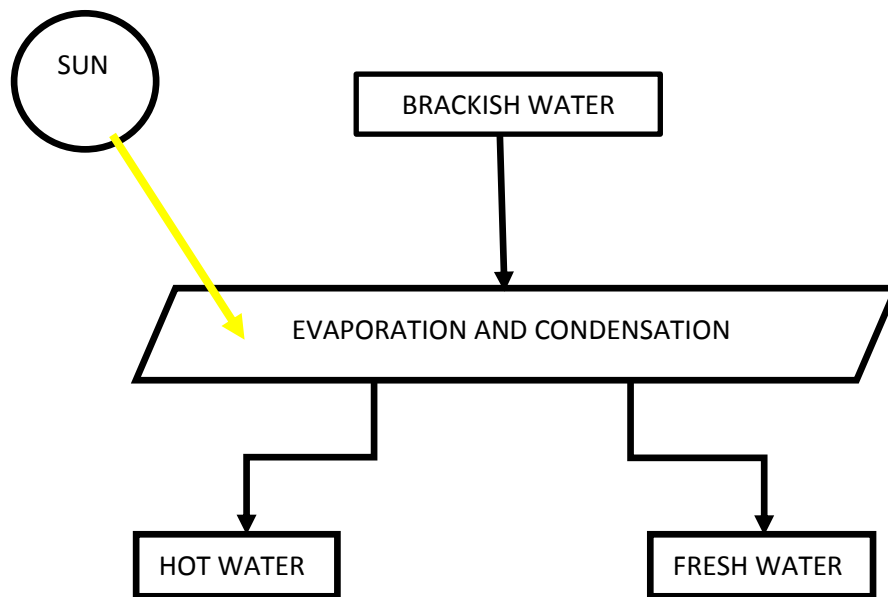 SUN
BRACKISH WATER
EVAPORATION AND CONDENSATION
HOT WATER
FRESH WATER